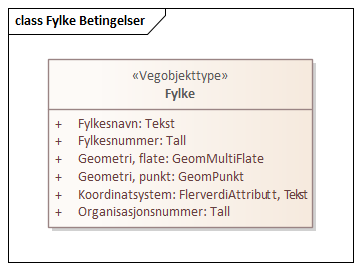 class Fylke Betingelser
«Vegobjekttype»
Fylke
+ Fylkesnavn: Tekst
+ Fylkesnummer: Tall
+ Geometri, flate: GeomMultiFlate
+ Geometri, punkt: GeomPunkt
+ Koordinatsystem: FlerverdiAttributt, Tekst
+ Organisasjonsnummer: Tall